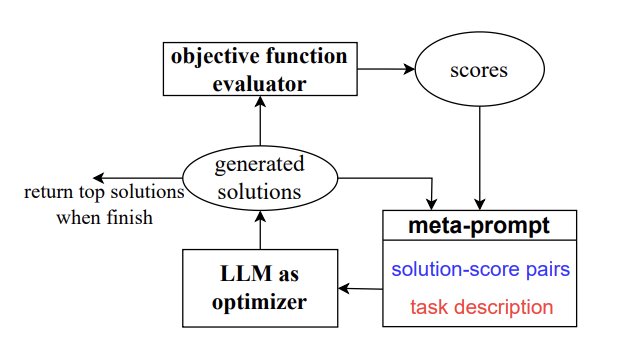 objective function
evaluator
scores
generated
solutions
return top solutions
when finish
meta-prompt
solution-score pairs
task description
LLM as
optimizer